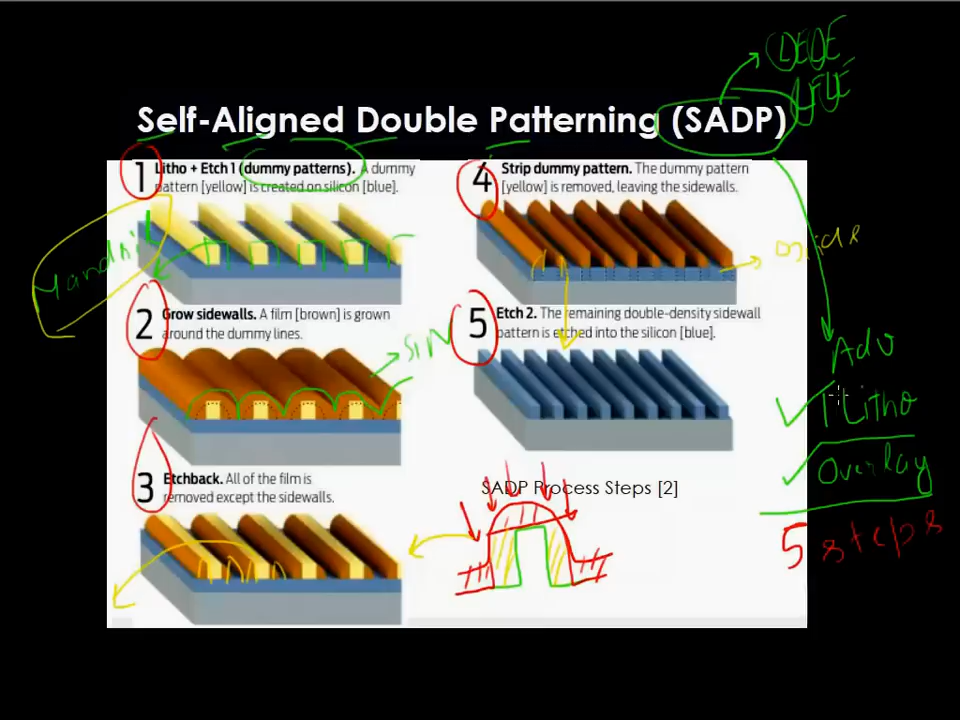 Self-Aligned Double Patterning (SADP)
1 Litho + Etch 1 (dummy patterns). A dummy
pattern [yellow] is created on silicon [blue].
2 Grow sidewalls. A film [brown] is grown
around the dummy lines.
SiN
3 Etchback. All of the film is
removed except the sidewalls.
4 Strip dummy pattern. The dummy pattern
[yellow] is removed, leaving the sidewalls.
oxide
5 Etch 2. The remaining double-density sidewall
pattern is etched into the silicon [blue].
SADP Process Steps [2]
Adv
1 Litho
Overlay
5 steps